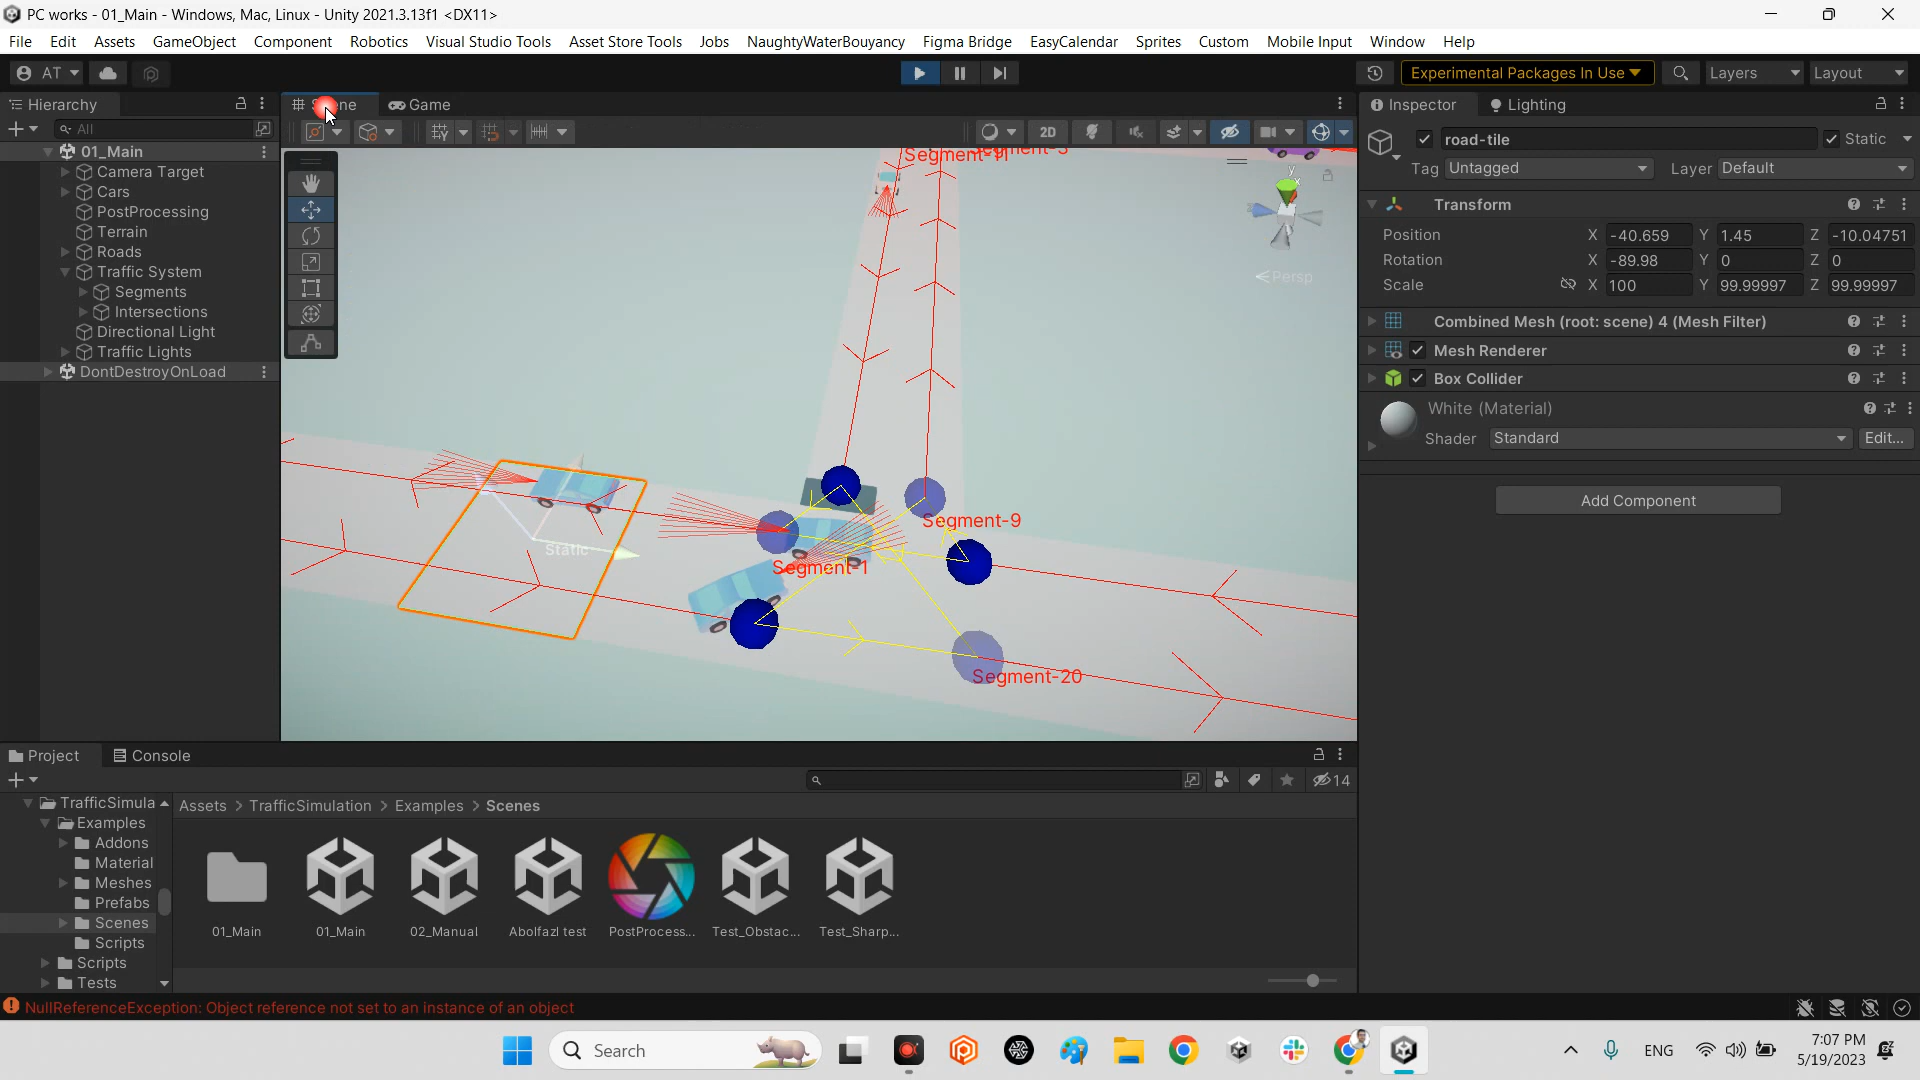 PC works - 01_Main - Windows, Mac, Linux - Unity 2021.3.13f1 <DX11>
File Edit Assets GameObject Component Robotics Visual Studio Tools Asset Store Tools Jobs NaughtyWaterBouyancy Figma Bridge EasyCalendar Sprites Custom Mobile Input Window Help
AT Experimental Packages In Use Layers Layout
Hierarchy
All
01_Main
Camera Target
Cars
PostProcessing
Terrain
Roads
Traffic System
Segments
Intersections
Directional Light
Traffic Lights
DontDestroyOnLoad
Game
2D
Segment-11
y
x
Persp
Static
Segment-9
Segment-1
Segment-20
Inspector Lighting
road-tile Static
Tag Untagged Layer Default
Transform
Position X -40.659 Y 1.45 Z -10.04751
Rotation X -89.98 Y 0 Z 0
Scale X 100 Y 99.99997 Z 99.99997
Combined Mesh (root: scene) 4 (Mesh Filter)
Mesh Renderer
Box Collider
White (Material)
Shader Standard Edit...
Add Component
Project Console
14
TrafficSimula
Examples
Addons
Material
Meshes
Prefabs
Scenes
Scripts
Scripts
Tests
Assets > TrafficSimulation > Examples > Scenes
01_Main 01_Main 02_Manual Abolfazl test PostProcess... Test_Obstac... Test_Sharp...
NullReferenceException: Object reference not set to an instance of an object
Search
ENG
7:07 PM
5/19/2023